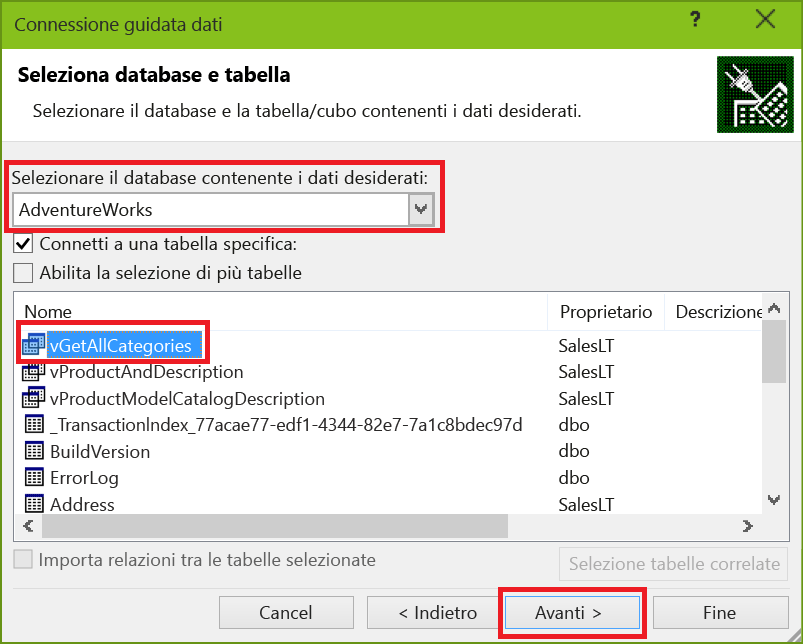 Connessione guidata dati
?
Seleziona database e tabella
Selezionare il database e la tabella/cubo contenenti i dati desiderati.
Selezionare il database contenente i dati desiderati:
AdventureWorks
Connetti a una tabella specifica:
Abilita la selezione di più tabelle
Nome Proprietario Descrizione
vGetAllCategories SalesLT
vProductAndDescription SalesLT
vProductModelCatalogDescription SalesLT
_TransactionIndex_77acae77-edf1-4344-82e7-7a1c8bdec97d dbo
BuildVersion dbo
ErrorLog dbo
Address SalesLT
Importa relazioni tra le tabelle selezionate
Selezione tabelle correlate
Cancel < Indietro Avanti > Fine